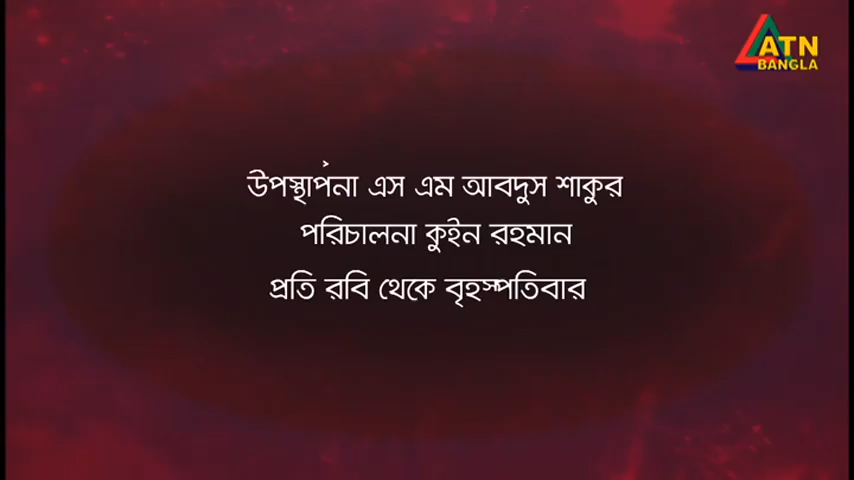 ATN
BANGLA
উপস্থাপনা এস এম আবদুস শাকুর
পরিচালনা কুইন রহমান
প্রতি রবি থেকে বৃহস্পতিবার